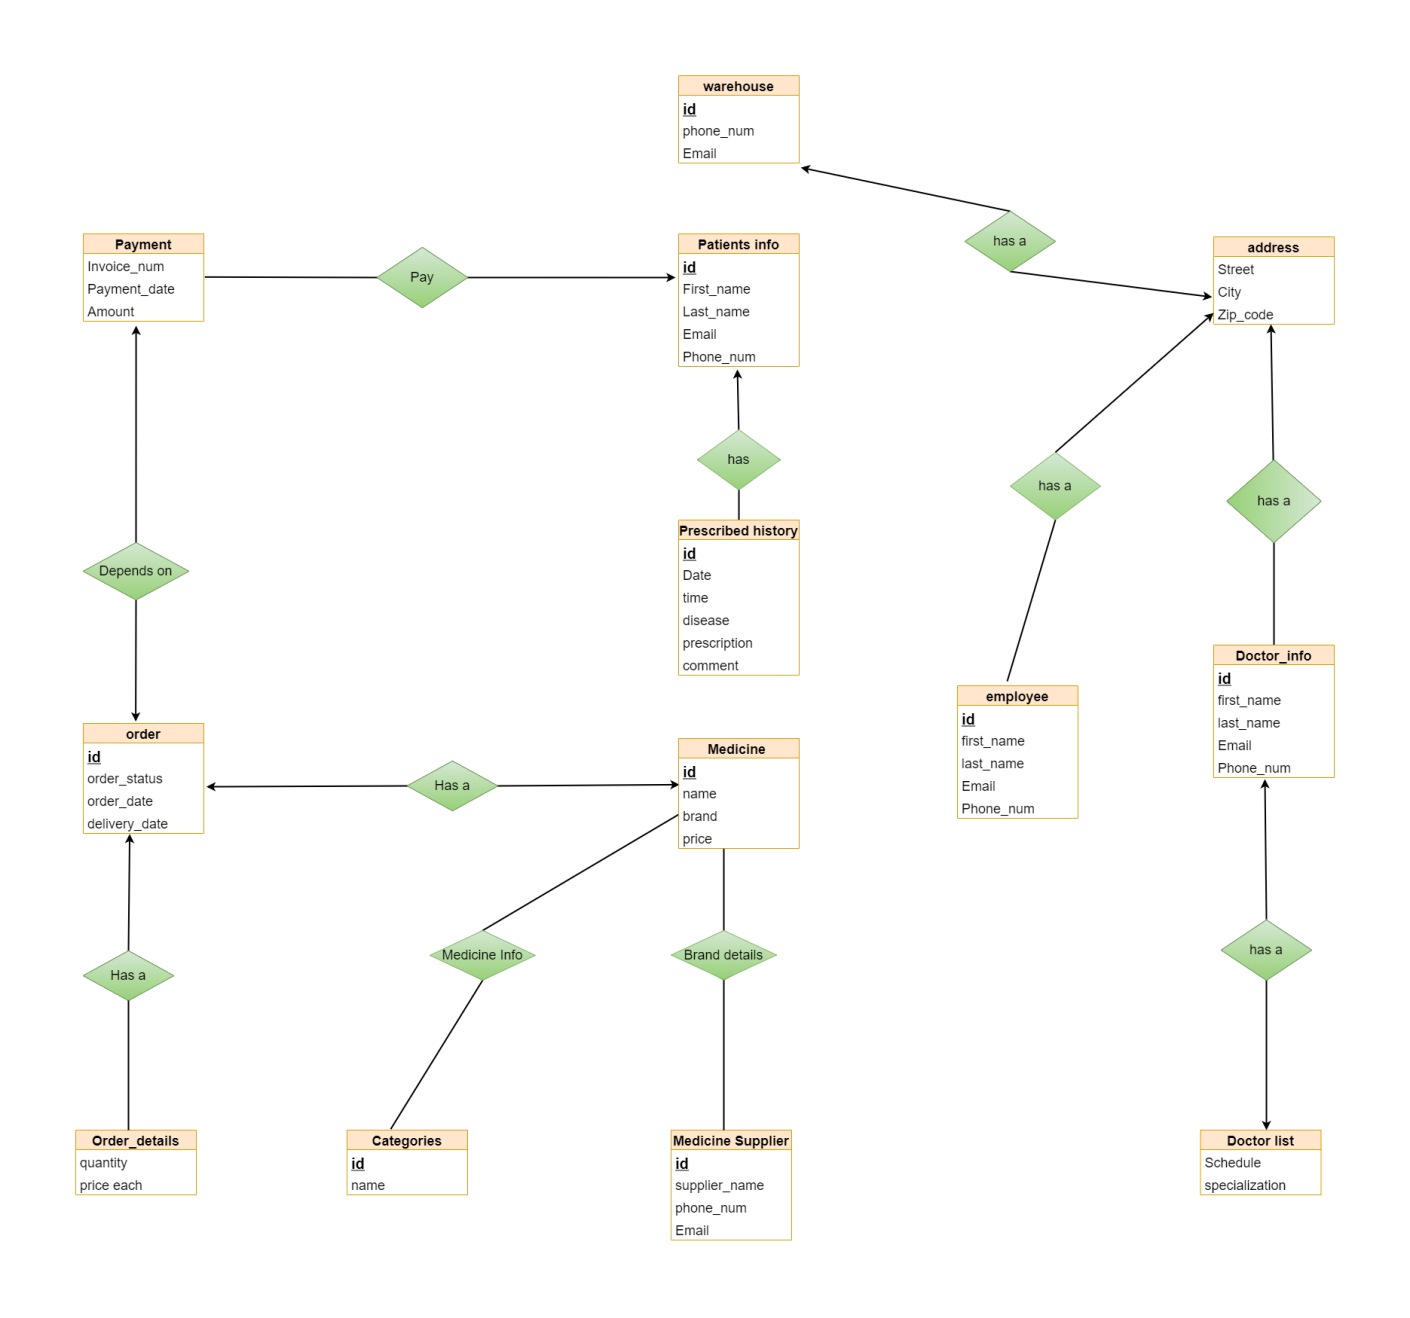 warehouse
id
phone_num
Email
has a
Payment
Invoice_num
Payment_date
Amount
Pay
Patients info
id
First_name
Last_name
Email
Phone_num
address
Street
City
Zip_code
has
has a
has a
Depends on
Prescribed history
id
Date
time
disease
prescription
comment
Doctor_info
id
first_name
last_name
Email
Phone_num
employee
id
first_name
last_name
Email
Phone_num
order
id
order_status
order_date
delivery_date
Has a
Medicine
id
name
brand
price
Has a
Medicine Info
Brand details
has a
Order_details
quantity
price each
Categories
id
name
Medicine Supplier
id
supplier_name
phone_num
Email
Doctor list
Schedule
specialization